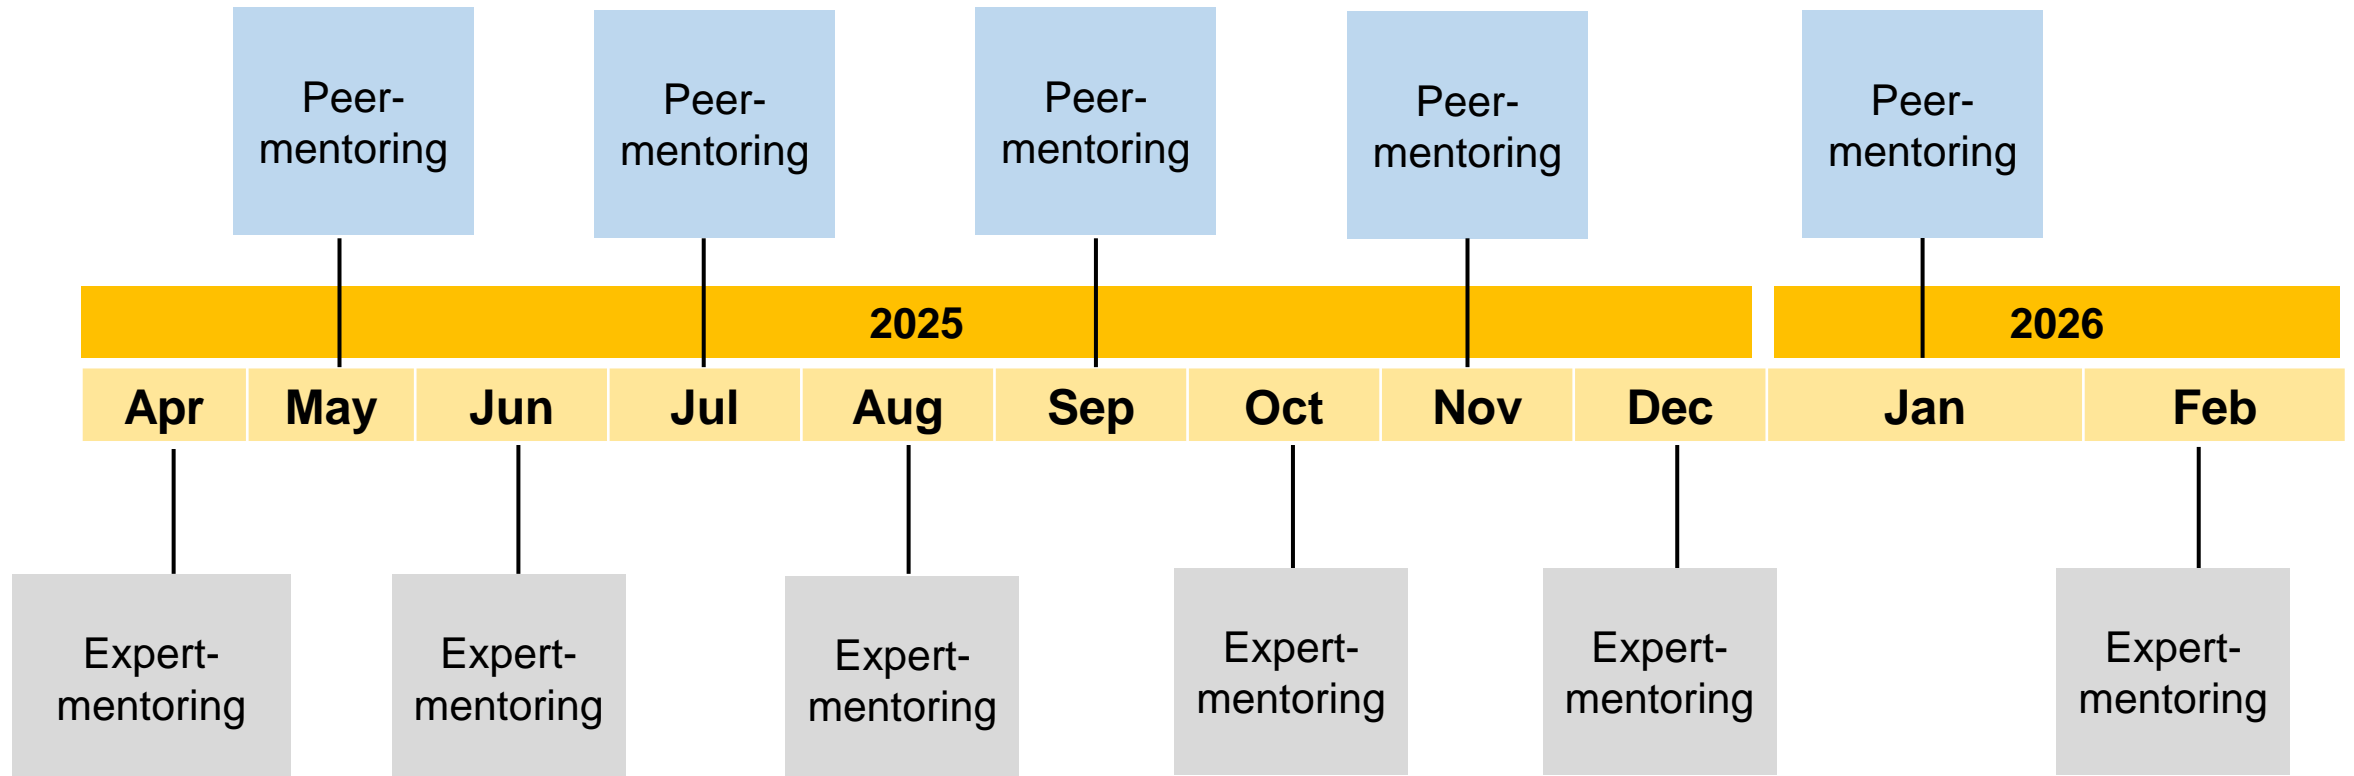 Peer-
mentoring
Peer-
mentoring
Peer-
mentoring
Peer-
mentoring
Peer-
mentoring
2025
2026
Apr
May
Jun
Jul
Aug
Sep
Oct
Nov
Dec
Jan
Feb
Expert-
mentoring
Expert-
mentoring
Expert-
mentoring
Expert-
mentoring
Expert-
mentoring
Expert-
mentoring